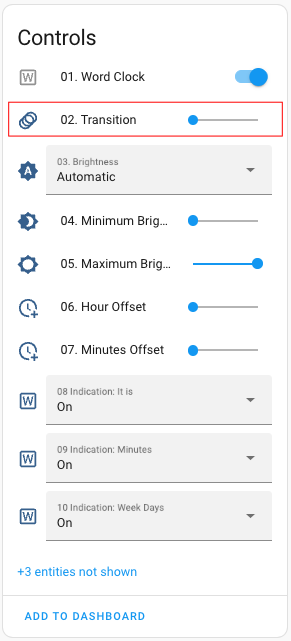 Controls
01. Word Clock
02. Transition
03. Brightness
Automatic
04. Minimum Brig...
05. Maximum Brig...
06. Hour Offset
07. Minutes Offset
08 Indication: It is
On
09 Indication: Minutes
On
10 Indication: Week Days
On
+3 entities not shown
ADD TO DASHBOARD